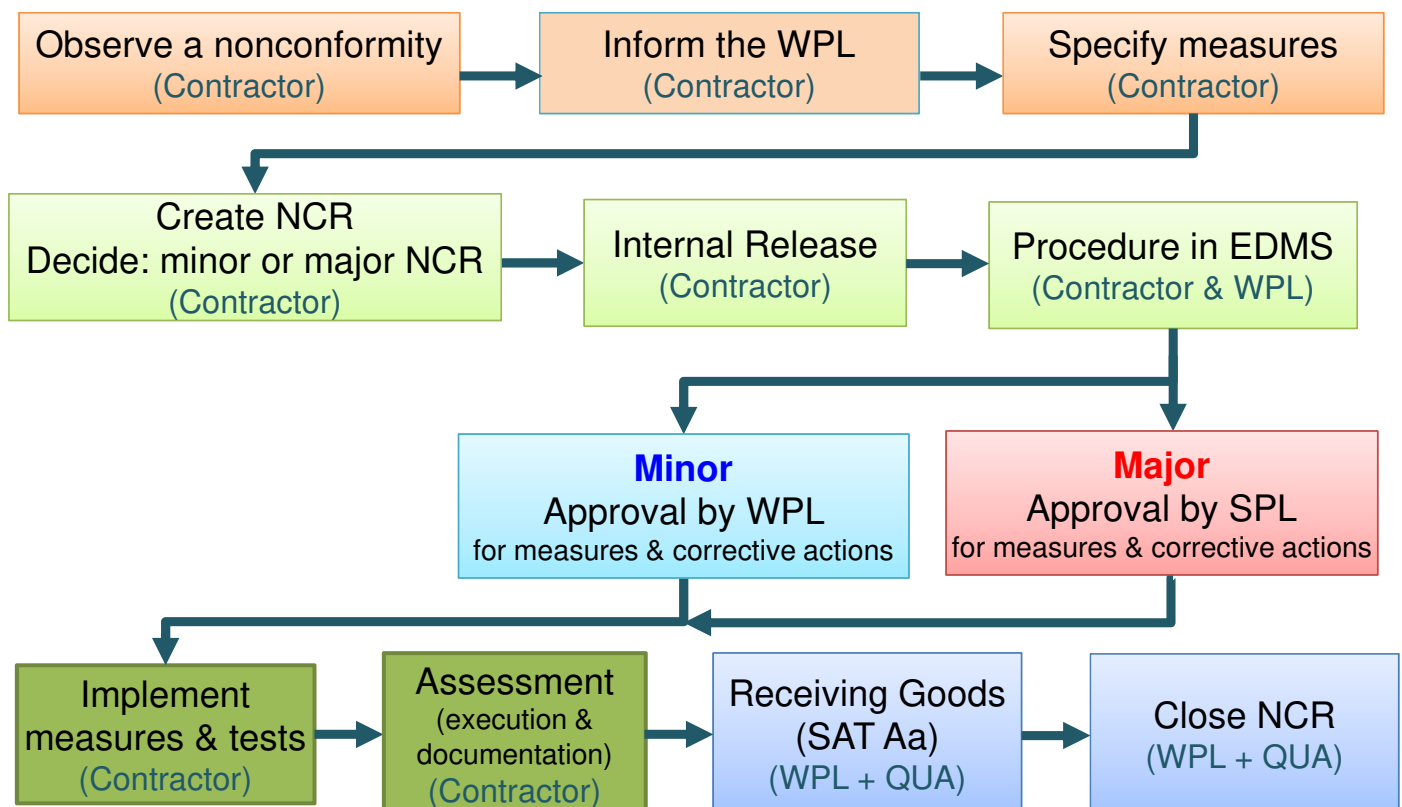 Observe a nonconformity
(Contractor)
Inform the WPL
(Contractor)
Specify measures
(Contractor)
Create NCR
Decide: minor or major NCR
(Contractor)
Internal Release
(Contractor)
Procedure in EDMS
(Contractor & WPL)
Minor
Approval by WPL
for measures & corrective actions
Major
Approval by SPL
for measures & corrective actions
Implement
measures & tests
(Contractor)
Assessment
(execution &
documentation)
(Contractor)
Receiving Goods
(SAT Aa)
(WPL + QUA)
Close NCR
(WPL + QUA)